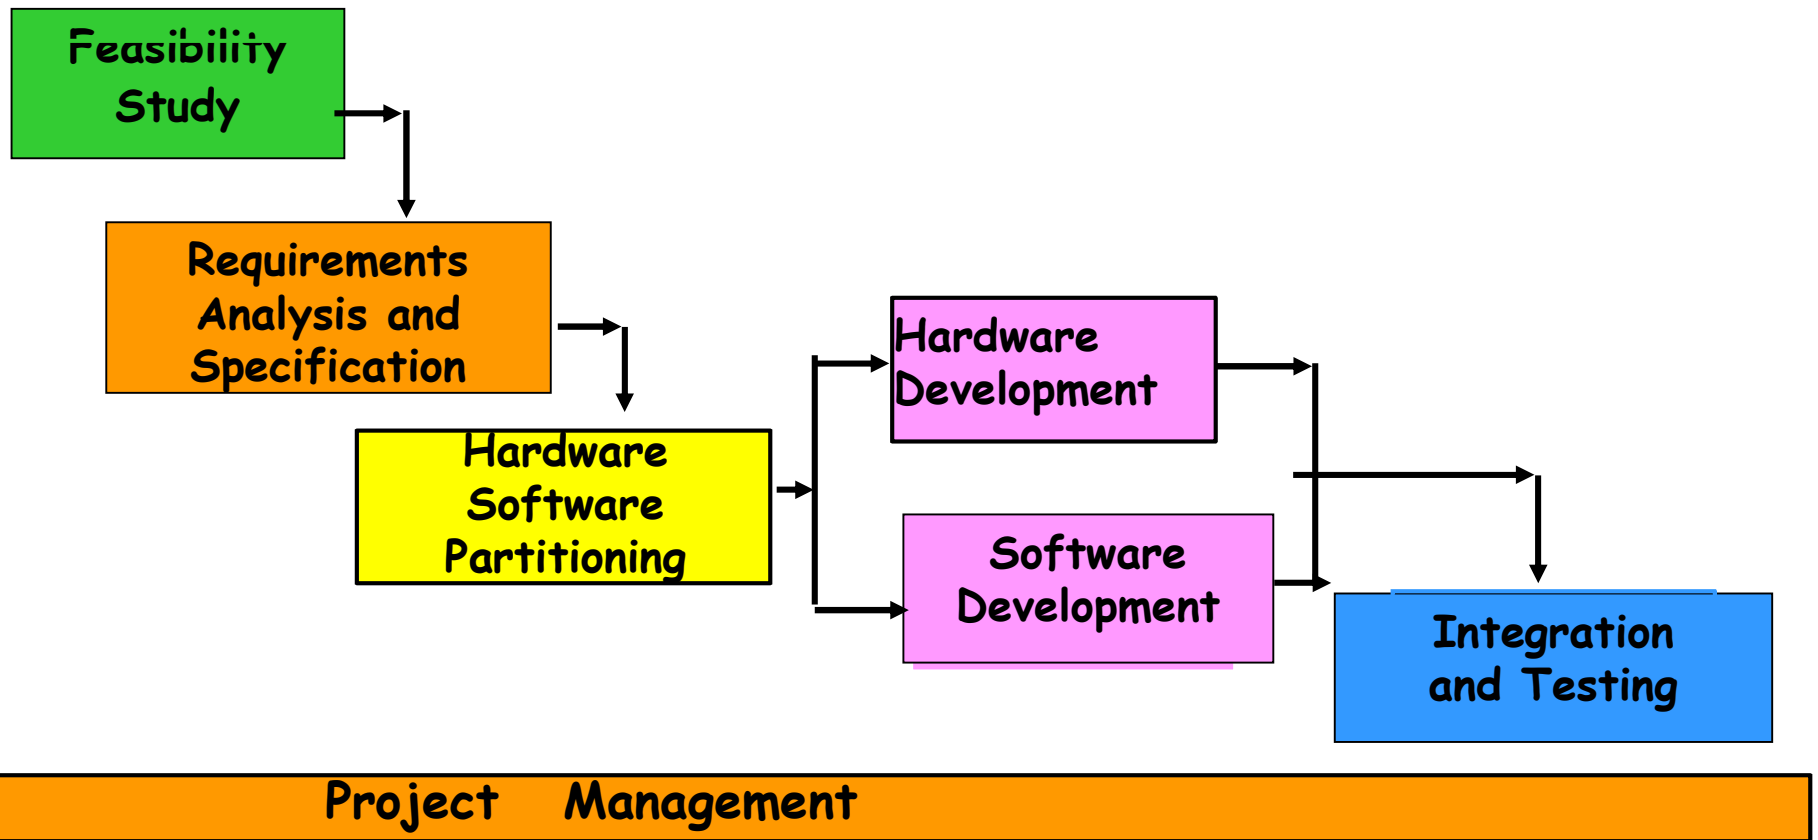 Feasibility
Study
Requirements
Analysis and
Specification
Hardware
Software
Partitioning
Hardware
Development
Software
Development
Integration
and Testing
Project Management